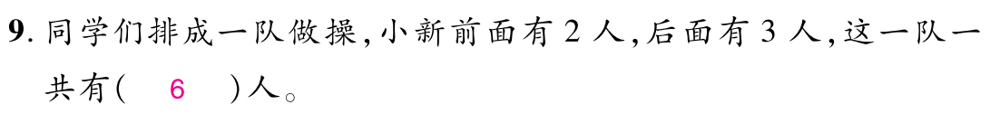 9. 同学们排成一队做操,小新前面有 2 人,后面有 3 人,这一队一
共有( 6 )人。